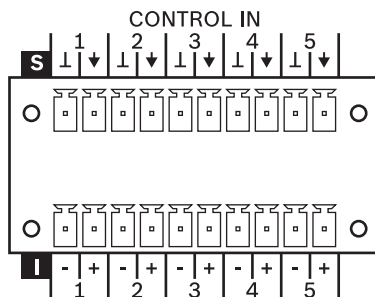 CONTROL IN
1 2 3 4 5
S ⊥ ↓ ⊥ ↓ ⊥ ↓ ⊥ ↓ ⊥ ↓
I - + - + - + - + - +
1 2 3 4 5